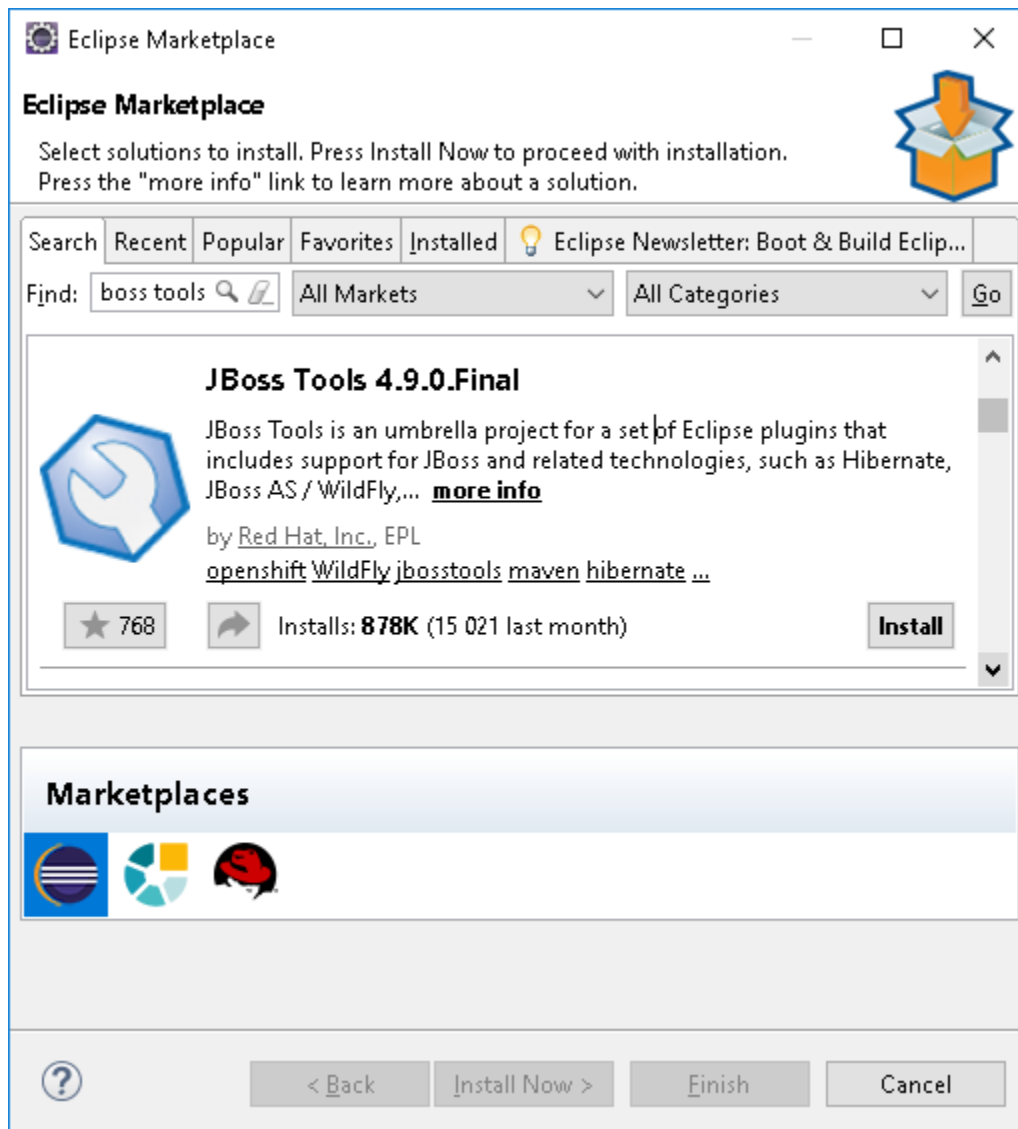 Eclipse Marketplace
Eclipse Marketplace
Select solutions to install. Press Install Now to proceed with installation.
Press the "more info" link to learn more about a solution.
Search Recent Popular Favorites Installed Eclipse Newsletter: Boot & Build Eclip...
Find: boss tools All Markets All Categories Go
JBoss Tools 4.9.0.Final
JBoss Tools is an umbrella project for a set of Eclipse plugins that
includes support for JBoss and related technologies, such as Hibernate,
JBoss AS / WildFly,... more info
by Red Hat, Inc., EPL
openshift WildFly jbosstools maven hibernate ...
768 Installs: 878K (15 021 last month) Install
Marketplaces
? < Back Install Now > Finish Cancel